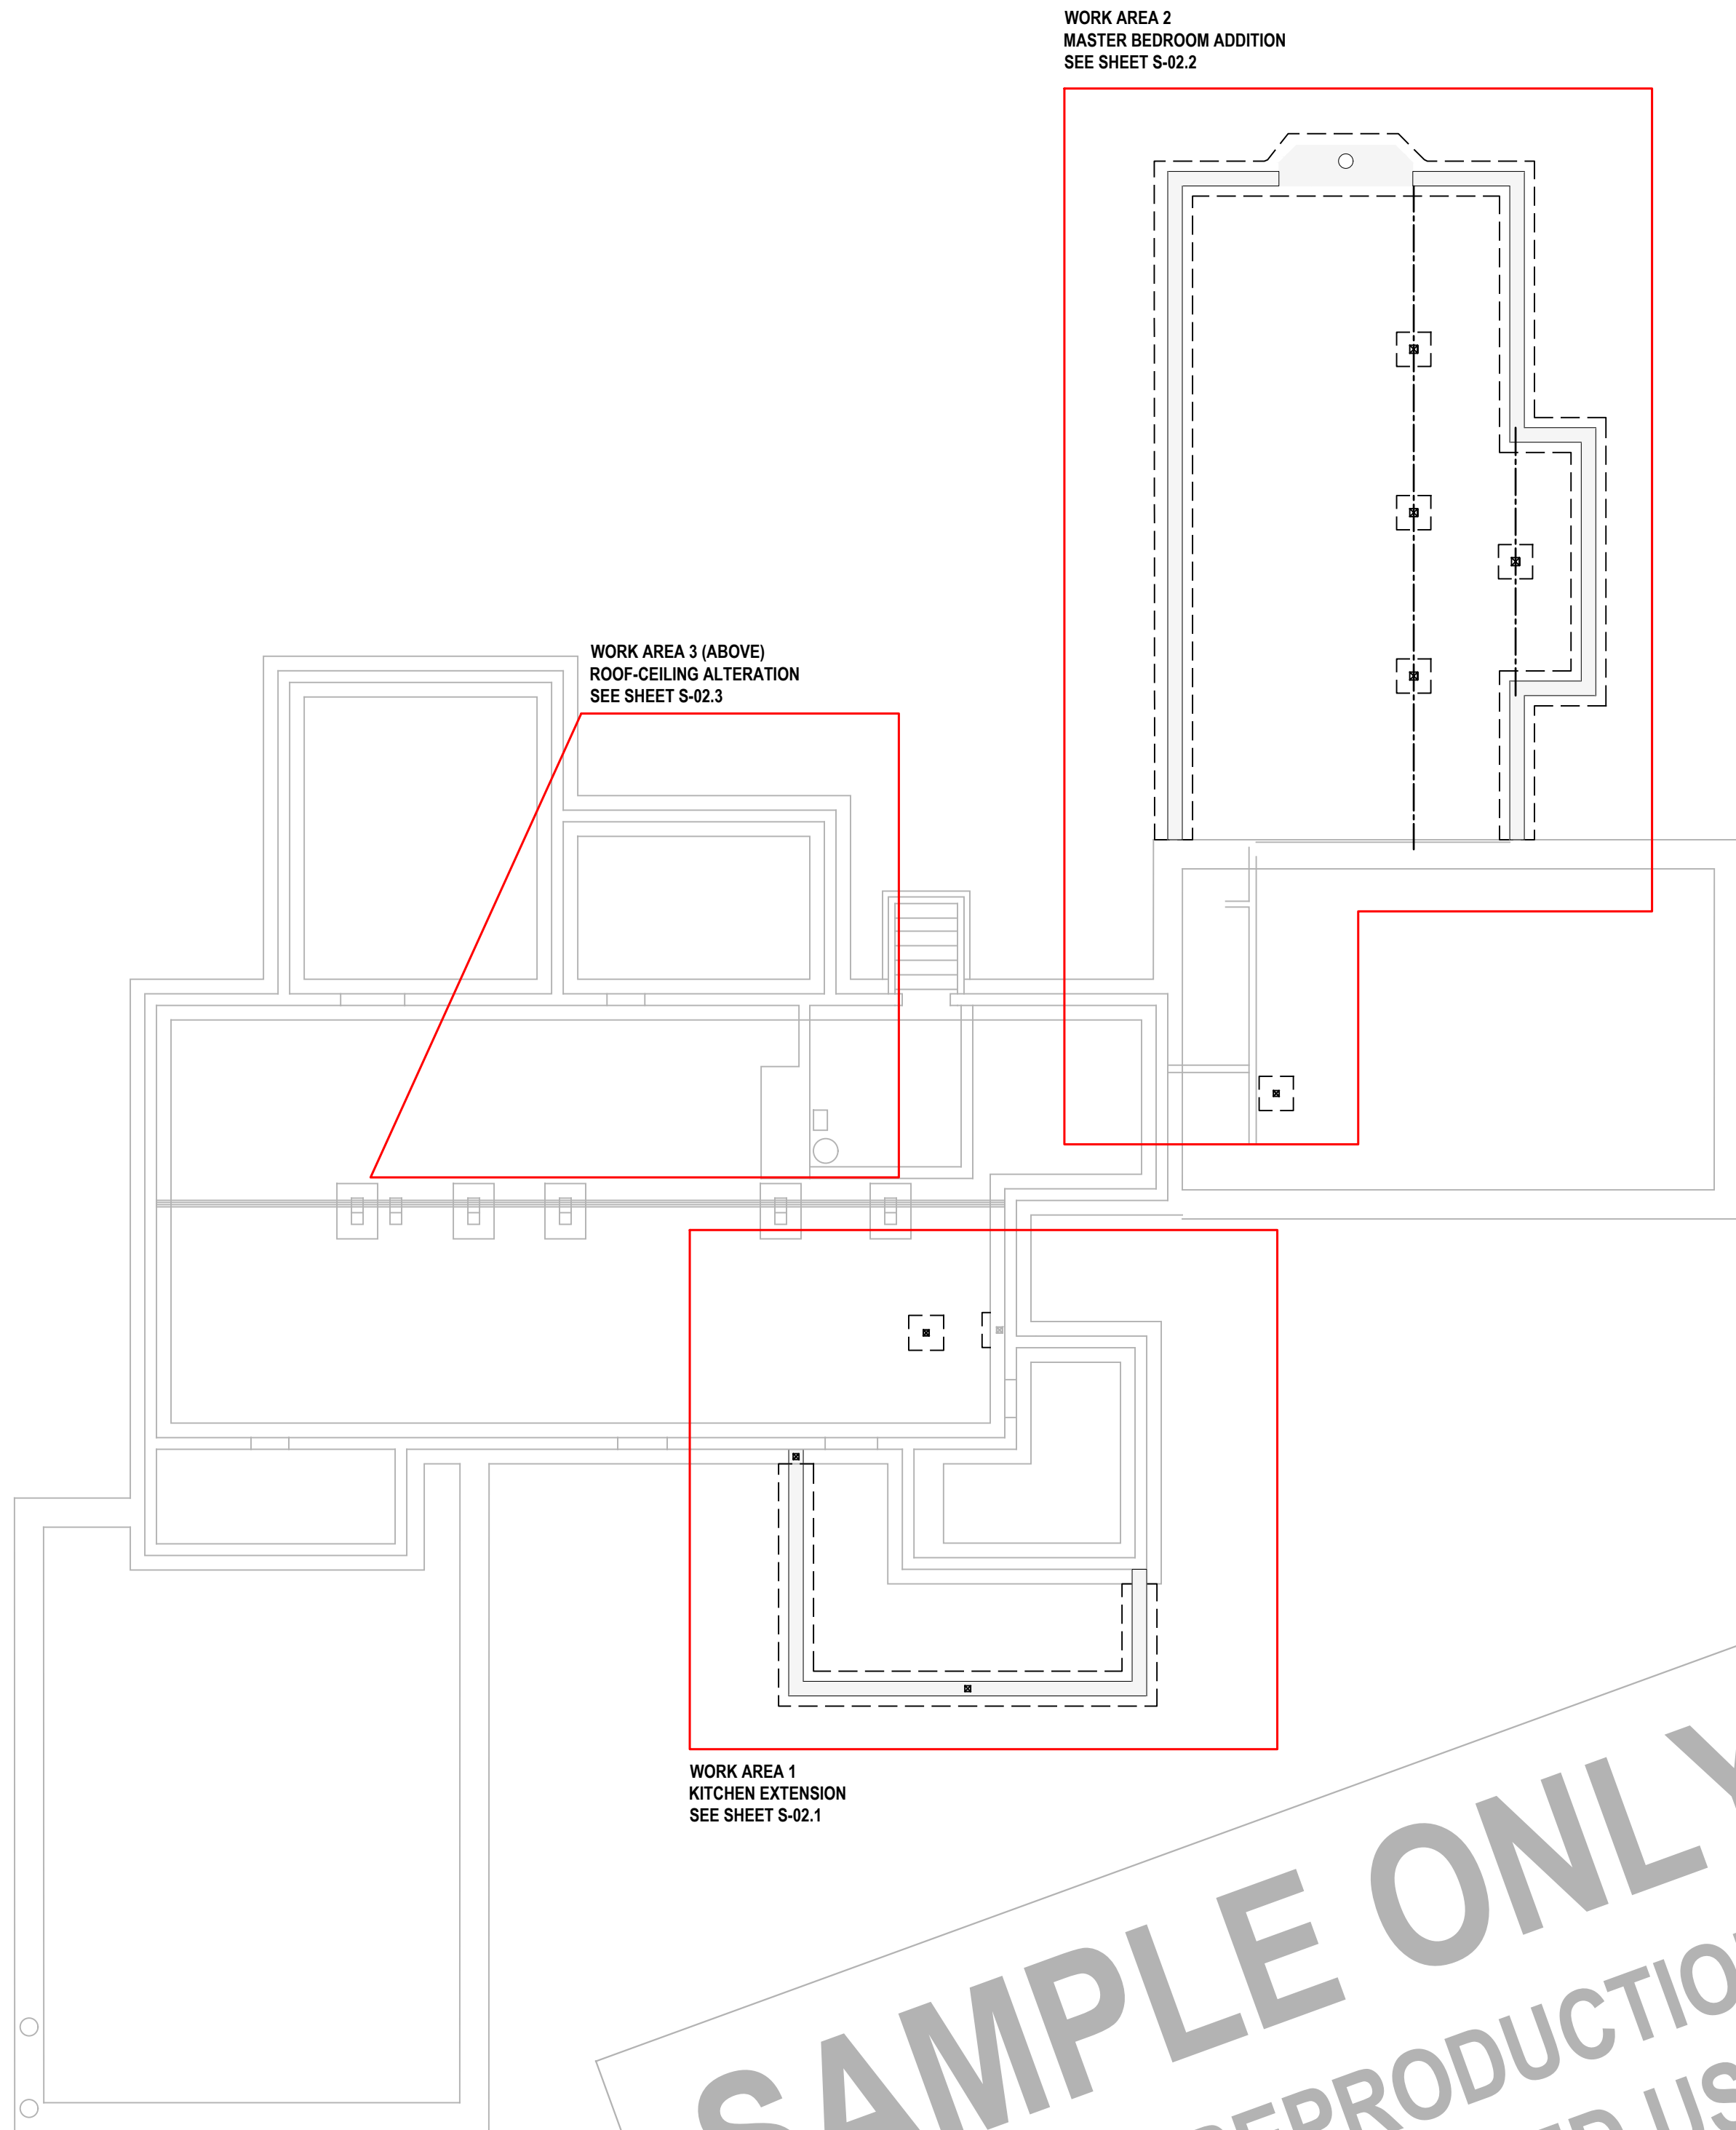 WORK AREA 2
MASTER BEDROOM ADDITION
SEE SHEET S-02.2
WORK AREA 3 (ABOVE)
ROOF-CEILING ALTERATION
SEE SHEET S-02.3
WORK AREA 1
KITCHEN EXTENSION
SEE SHEET S-02.1
SAMPLE ONLY
REPRODUCTIO